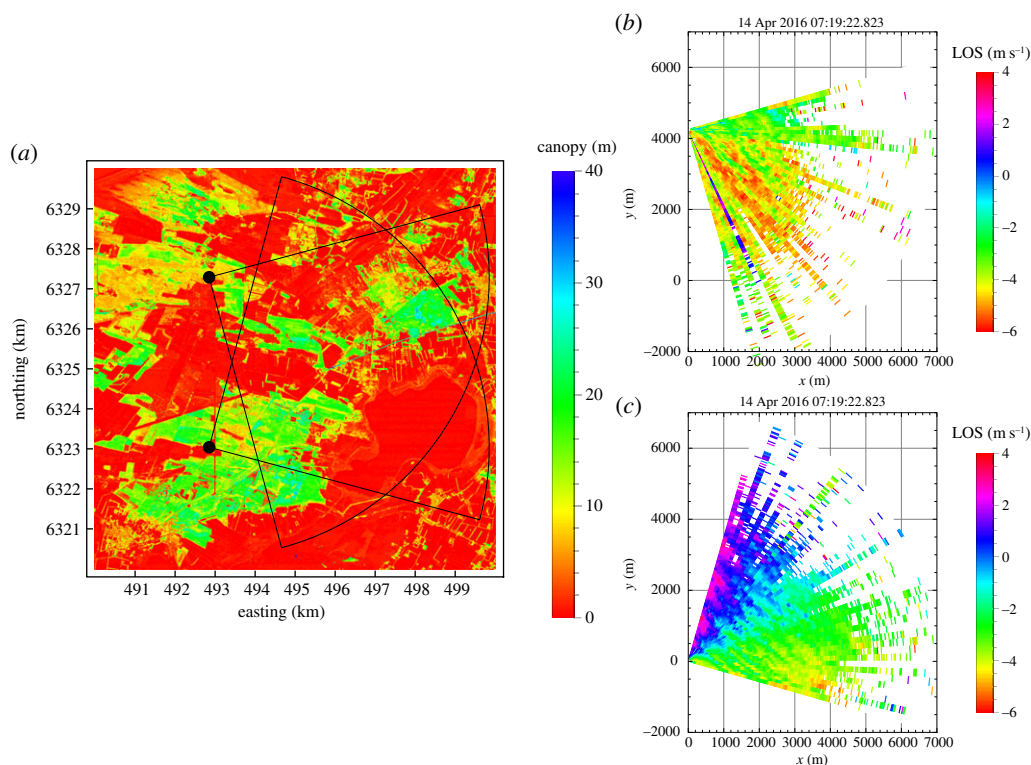 (a)
canopy (m)
40
30
20
10
0
northting (km)
6329
6328
6327
6326
6325
6324
6323
6322
6321
491 492 493 494 495 496 497 498 499
easting (km)
(b)
14 Apr 2016 07:19:22.823
LOS (m s⁻¹)
6000
4000
2000
0
–2000
y (m)
0 1000 2000 3000 4000 5000 6000 7000
x (m)
4
2
0
–2
–4
–6
(c)
14 Apr 2016 07:19:22.823
LOS (m s⁻¹)
6000
4000
2000
0
–2000
y (m)
0 1000 2000 3000 4000 5000 6000 7000
x (m)
4
2
0
–2
–4
–6